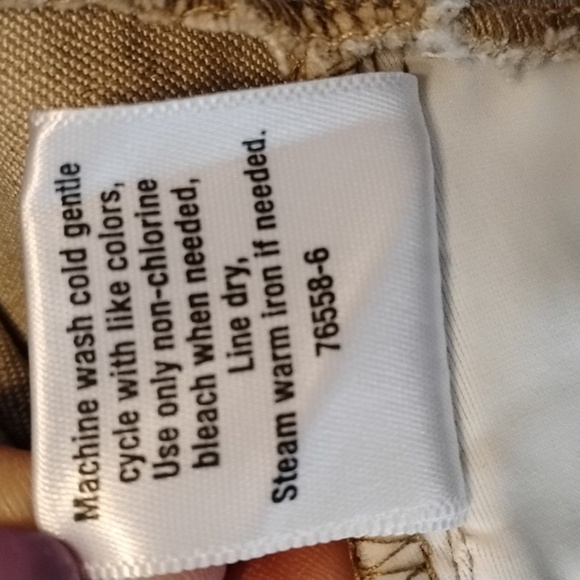 Machine wash cold gentle
cycle with like colors,
Use only non-chlorine
bleach when needed,
Line dry,
Steam warm iron if needed.
76558-6